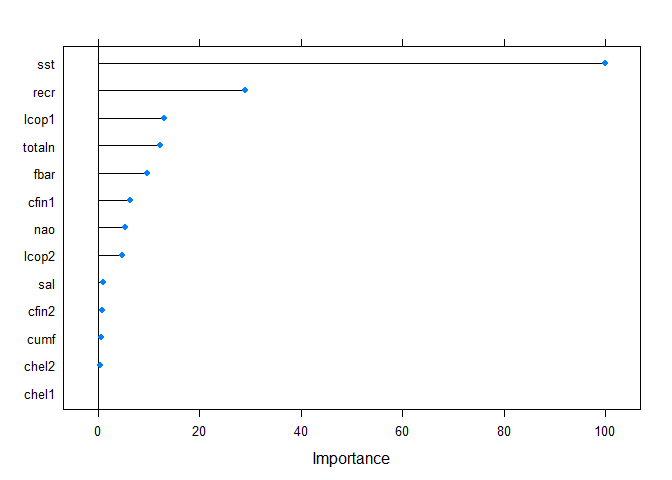 sst
recr
lcop1
totaln
fbar
cfin1
nao
lcop2
sal
cfin2
cumf
chel2
chel1
0 20 40 60 80 100
Importance